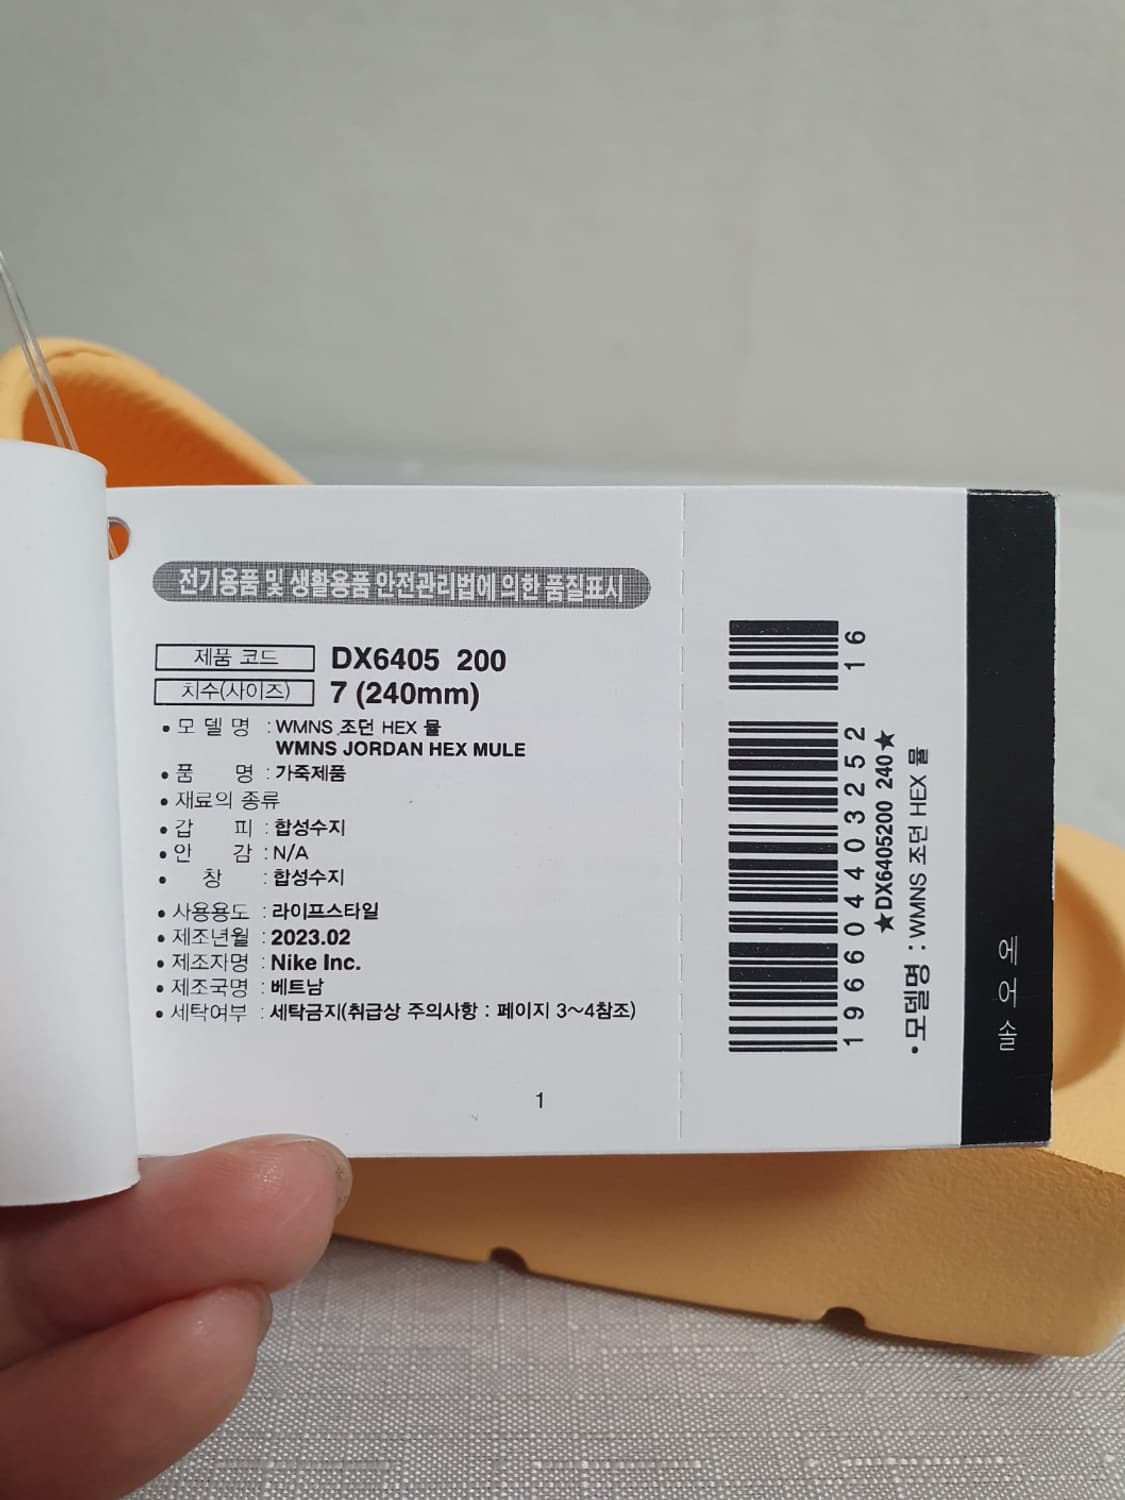 전기용품 및 생활용품 안전관리법에 의한 품질표시
제품 코드 DX6405 200
치수(사이즈) 7 (240mm)
• 모 델 명 : WMNS 조던 HEX 뮬
WMNS JORDAN HEX MULE
• 품 명 : 가죽제품
• 재료의 종류
• 갑 피 : 합성수지
• 안 감 : N/A
• 창 : 합성수지
• 사용용도 : 라이프스타일
• 제조년월 : 2023.02
• 제조자명 : Nike Inc.
• 제조국명 : 베트남
• 세탁여부 : 세탁금지(취급상 주의사항 : 페이지 3~4참조)
1
196604403252 16
★DX6405200 240★
•모델명 : WMNS 조던 HEX 뮬
에어솔